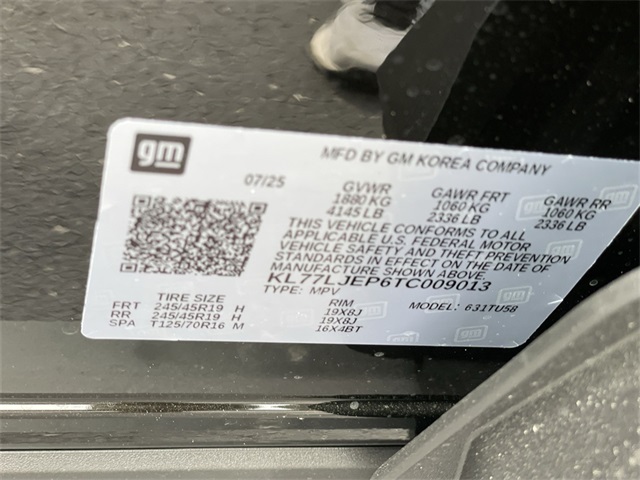 gm
MFD BY GM KOREA COMPANY
07/25
GVWR GAWR FRT GAWR RR
1880 KG 1060 KG 1060 KG
4145 LB 2336 LB 2336 LB
THIS VEHICLE CONFORMS TO ALL
APPLICABLE U.S. FEDERAL MOTOR
VEHICLE SAFETY AND THEFT PREVENTION
STANDARDS IN EFFECT ON THE DATE OF
MANUFACTURE SHOWN ABOVE.
KL77LJEP6TC009013
TYPE: MPV MODEL: 631TU58
TIRE SIZE RIM
FRT 245/45R19 H 19X8J
RR 245/45R19 H 19X8J
SPA T125/70R16 M 16X4BT